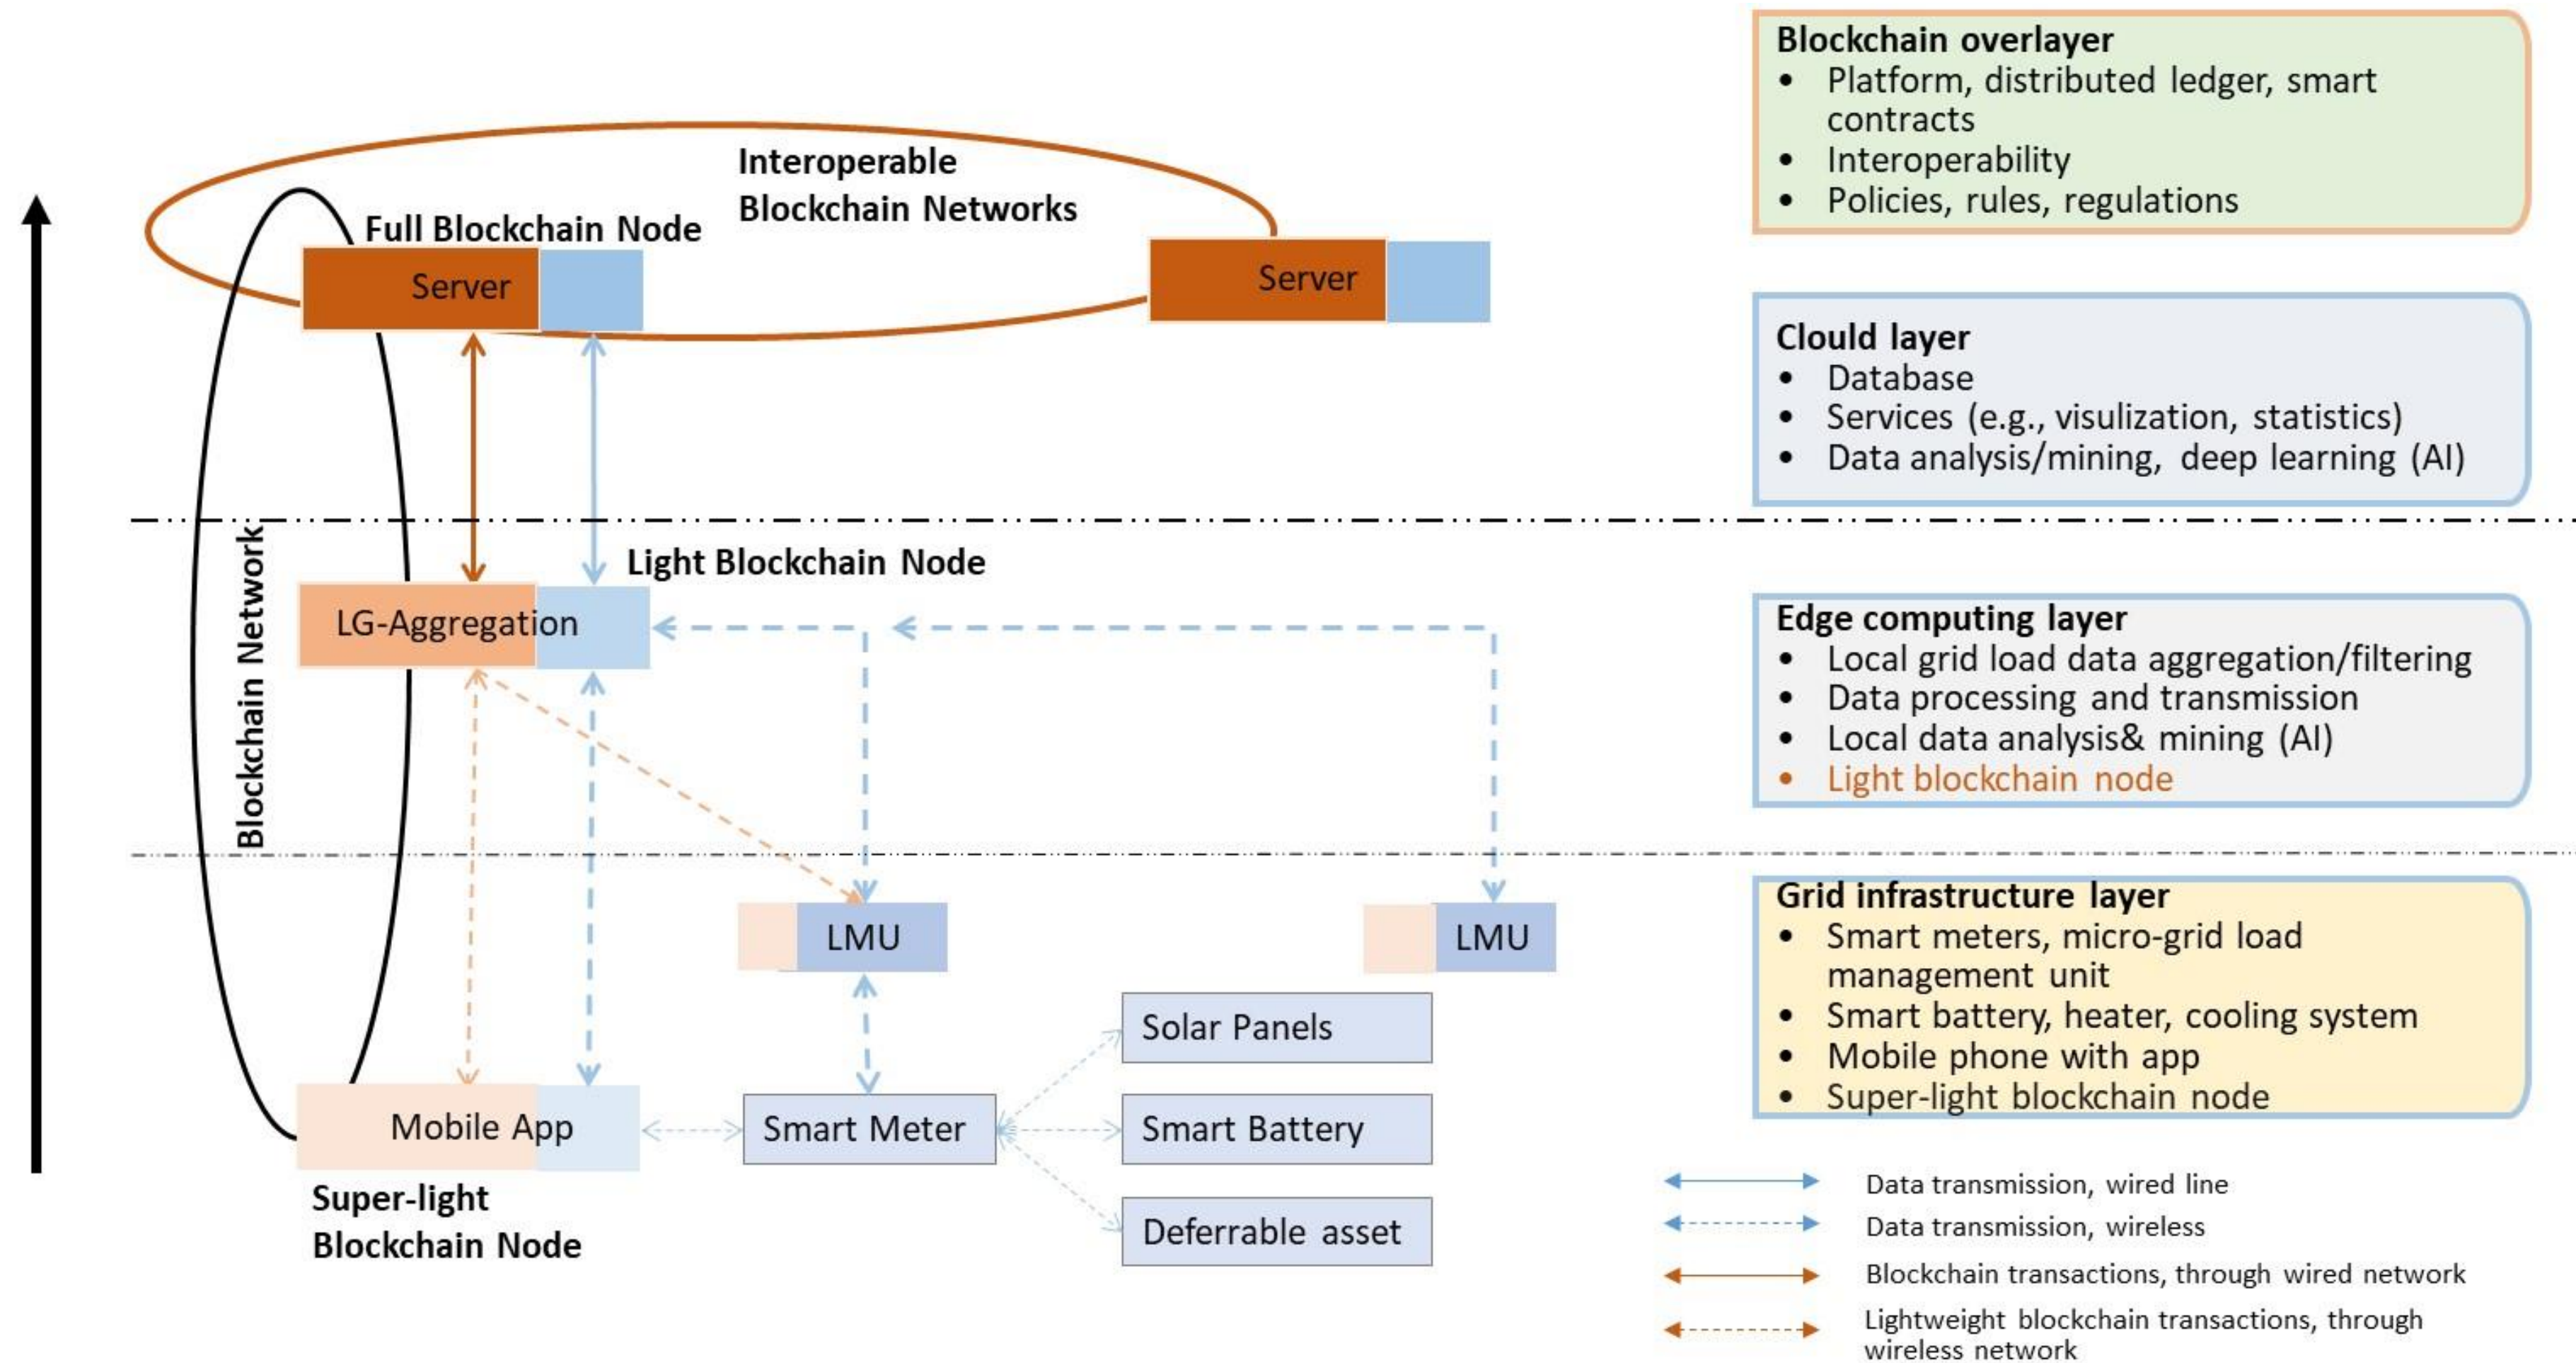 Interoperable
Blockchain Networks
Full Blockchain Node
Server
Server
Blockchain Network
Light Blockchain Node
LG-Aggregation
LMU
LMU
Mobile App
Smart Meter
Solar Panels
Smart Battery
Deferrable asset
Super-light
Blockchain Node
Blockchain overlayer
• Platform, distributed ledger, smart
contracts
• Interoperability
• Policies, rules, regulations
Clould layer
• Database
• Services (e.g., visulization, statistics)
• Data analysis/mining, deep learning (AI)
Edge computing layer
• Local grid load data aggregation/filtering
• Data processing and transmission
• Local data analysis& mining (AI)
• Light blockchain node
Grid infrastructure layer
• Smart meters, micro-grid load
management unit
• Smart battery, heater, cooling system
• Mobile phone with app
• Super-light blockchain node
Data transmission, wired line
Data transmission, wireless
Blockchain transactions, through wired network
Lightweight blockchain transactions, through
wireless network